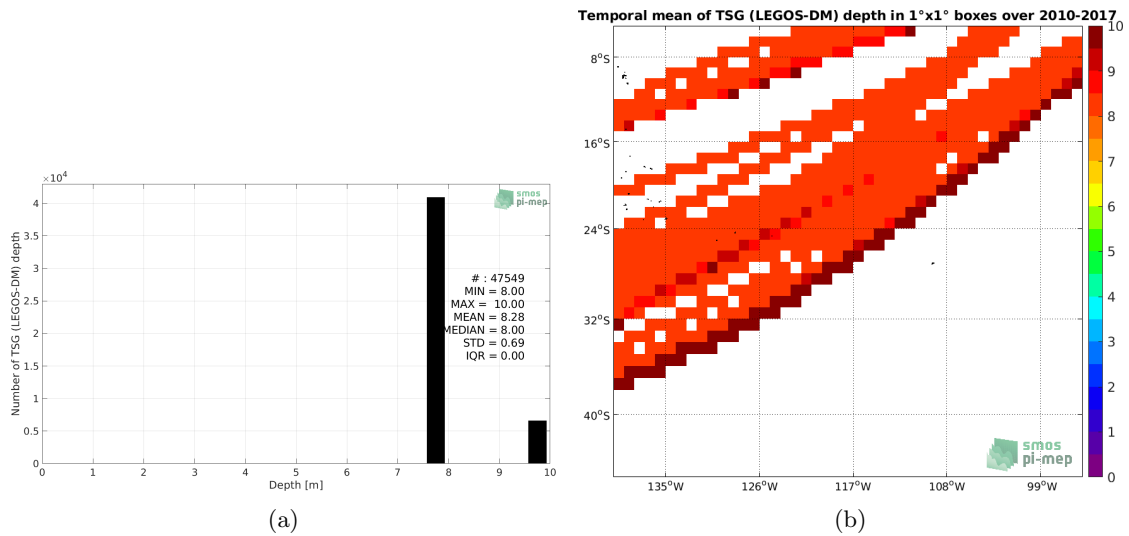 Temporal mean of TSG (LEGOS-DM) depth in 1°x1° boxes over 2010-2017
×10⁴
4
3.5
3
2.5
2
1.5
1
0.5
0
Number of TSG (LEGOS-DM) depth
smos
pi-mep
# : 47549
MIN = 8.00
MAX = 10.00
MEAN = 8.28
MEDIAN = 8.00
STD = 0.69
IQR = 0.00
0 1 2 3 4 5 6 7 8 9 10
Depth [m]
(a)
8°S
16°S
24°S
32°S
40°S
135°W 126°W 117°W 108°W 99°W
smos
pi-mep
10
9
8
7
6
5
4
3
2
1
0
(b)